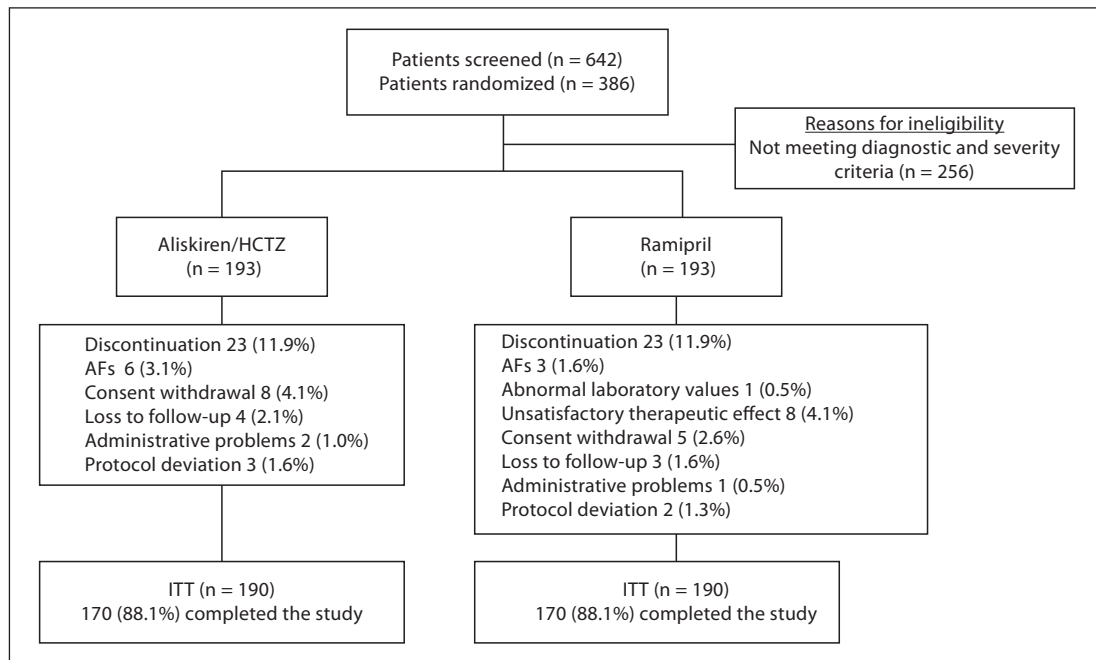 Patients screened (n = 642)
Patients randomized (n = 386)
Reasons for ineligibility
Not meeting diagnostic and severity
criteria (n = 256)
Aliskiren/HCTZ
(n = 193)
Ramipril
(n = 193)
Discontinuation 23 (11.9%)
AFs 6 (3.1%)
Consent withdrawal 8 (4.1%)
Loss to follow-up 4 (2.1%)
Administrative problems 2 (1.0%)
Protocol deviation 3 (1.6%)
Discontinuation 23 (11.9%)
AFs 3 (1.6%)
Abnormal laboratory values 1 (0.5%)
Unsatisfactory therapeutic effect 8 (4.1%)
Consent withdrawal 5 (2.6%)
Loss to follow-up 3 (1.6%)
Administrative problems 1 (0.5%)
Protocol deviation 2 (1.3%)
ITT (n = 190)
170 (88.1%) completed the study
ITT (n = 190)
170 (88.1%) completed the study